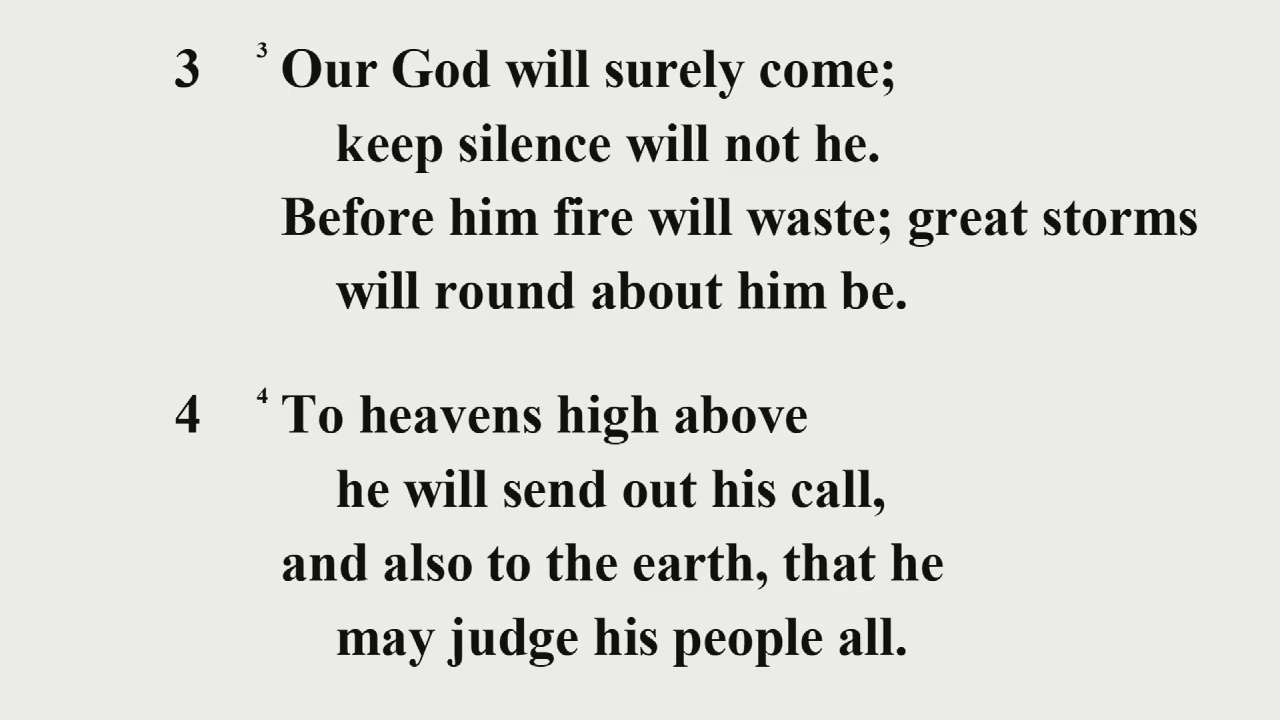 3 3 Our God will surely come;
keep silence will not he.
Before him fire will waste; great storms
will round about him be.
4 4 To heavens high above
he will send out his call,
and also to the earth, that he
may judge his people all.